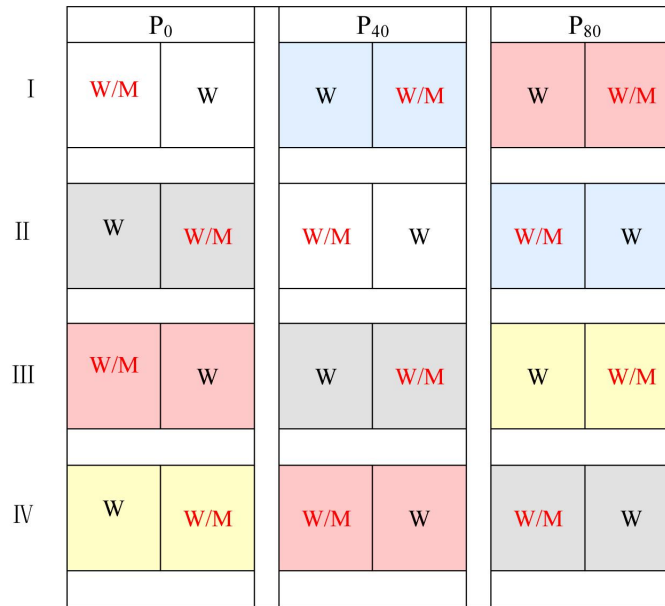 P₀ P₄₀ P₈₀
I W/M W W W/M W W/M
II W W/M W/M W W/M W
III W/M W W W/M W W/M
IV W W/M W/M W W/M W